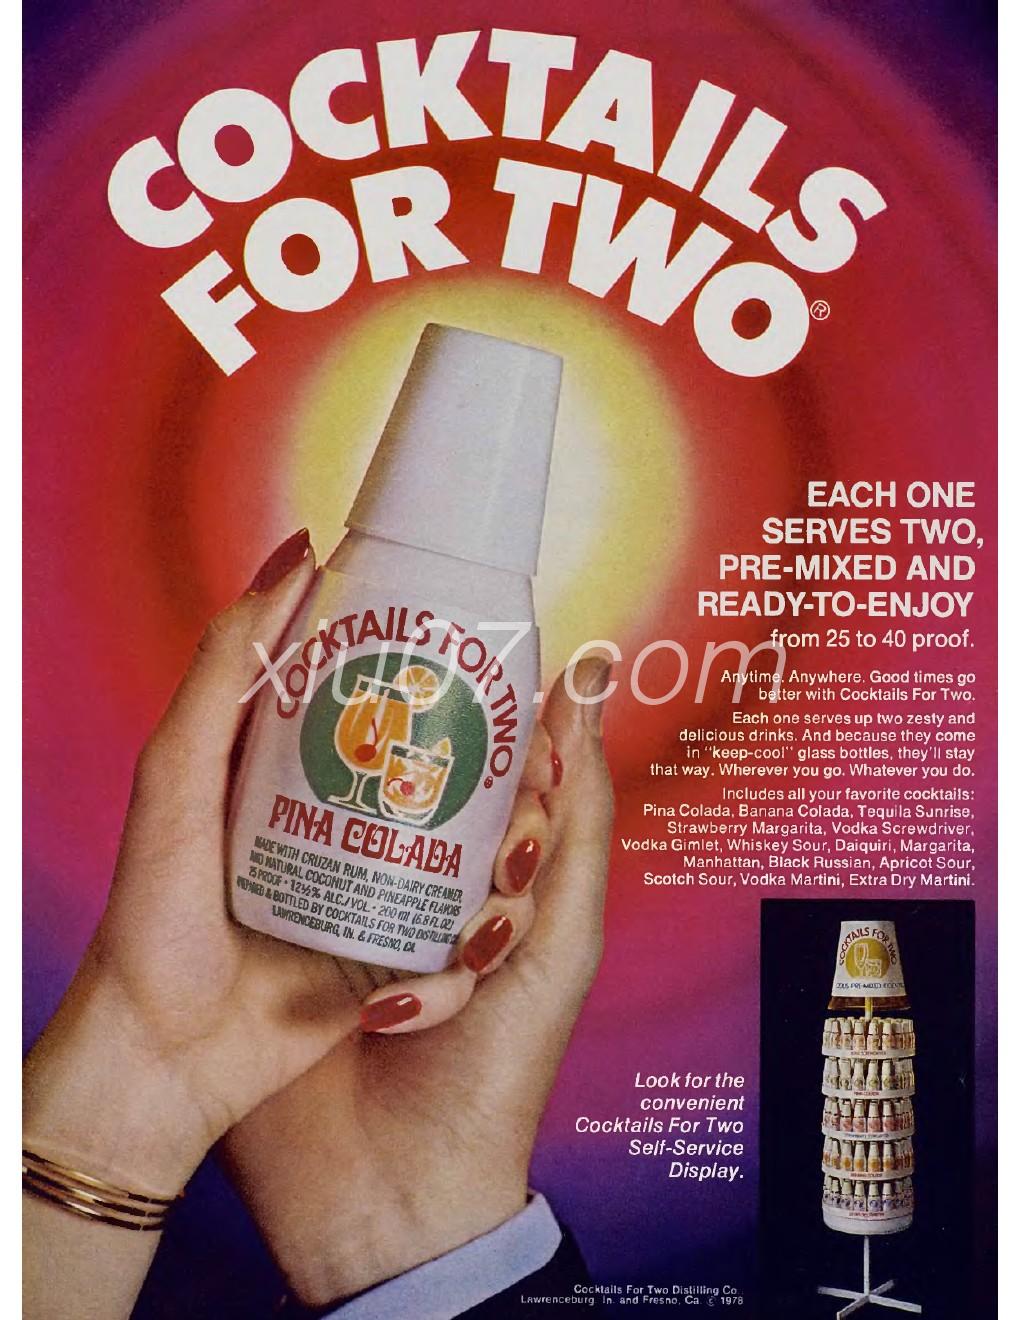 COCKTAILS
FOR TWO®
EACH ONE
SERVES TWO,
PRE-MIXED AND
READY-TO-ENJOY
from 25 to 40 proof.
Anytime. Anywhere. Good times go
better with Cocktails For Two.
Each one serves up two zesty and
delicious drinks. And because they come
in "keep-cool" glass bottles, they'll stay
that way. Wherever you go. Whatever you do.
Includes all your favorite cocktails:
Pina Colada, Banana Colada, Tequila Sunrise,
Strawberry Margarita, Vodka Screwdriver,
Vodka Gimlet, Whiskey Sour, Daiquiri, Margarita,
Manhattan, Black Russian, Apricot Sour,
Scotch Sour, Vodka Martini, Extra Dry Martini.
COCKTAILS FOR TWO®
PINA COLADA
MADE WITH CRUZAN RUM, NON-DAIRY CREAMER
AND NATURAL COCONUT AND PINEAPPLE FLAVORS
25 PROOF • 12½% ALC./VOL. • 200 ml (6.8 FL. OZ.)
PREPARED & BOTTLED BY COCKTAILS FOR TWO DISTILLING CO.
LAWRENCEBURG, IN. & FRESNO, CA.
xiu07.com
COCKTAILS FOR TWO
PINA COLADA
Look for the
convenient
Cocktails For Two
Self-Service
Display.
Cocktails For Two Distilling Co.
Lawrenceburg, In. and Fresno, Ca. © 1978